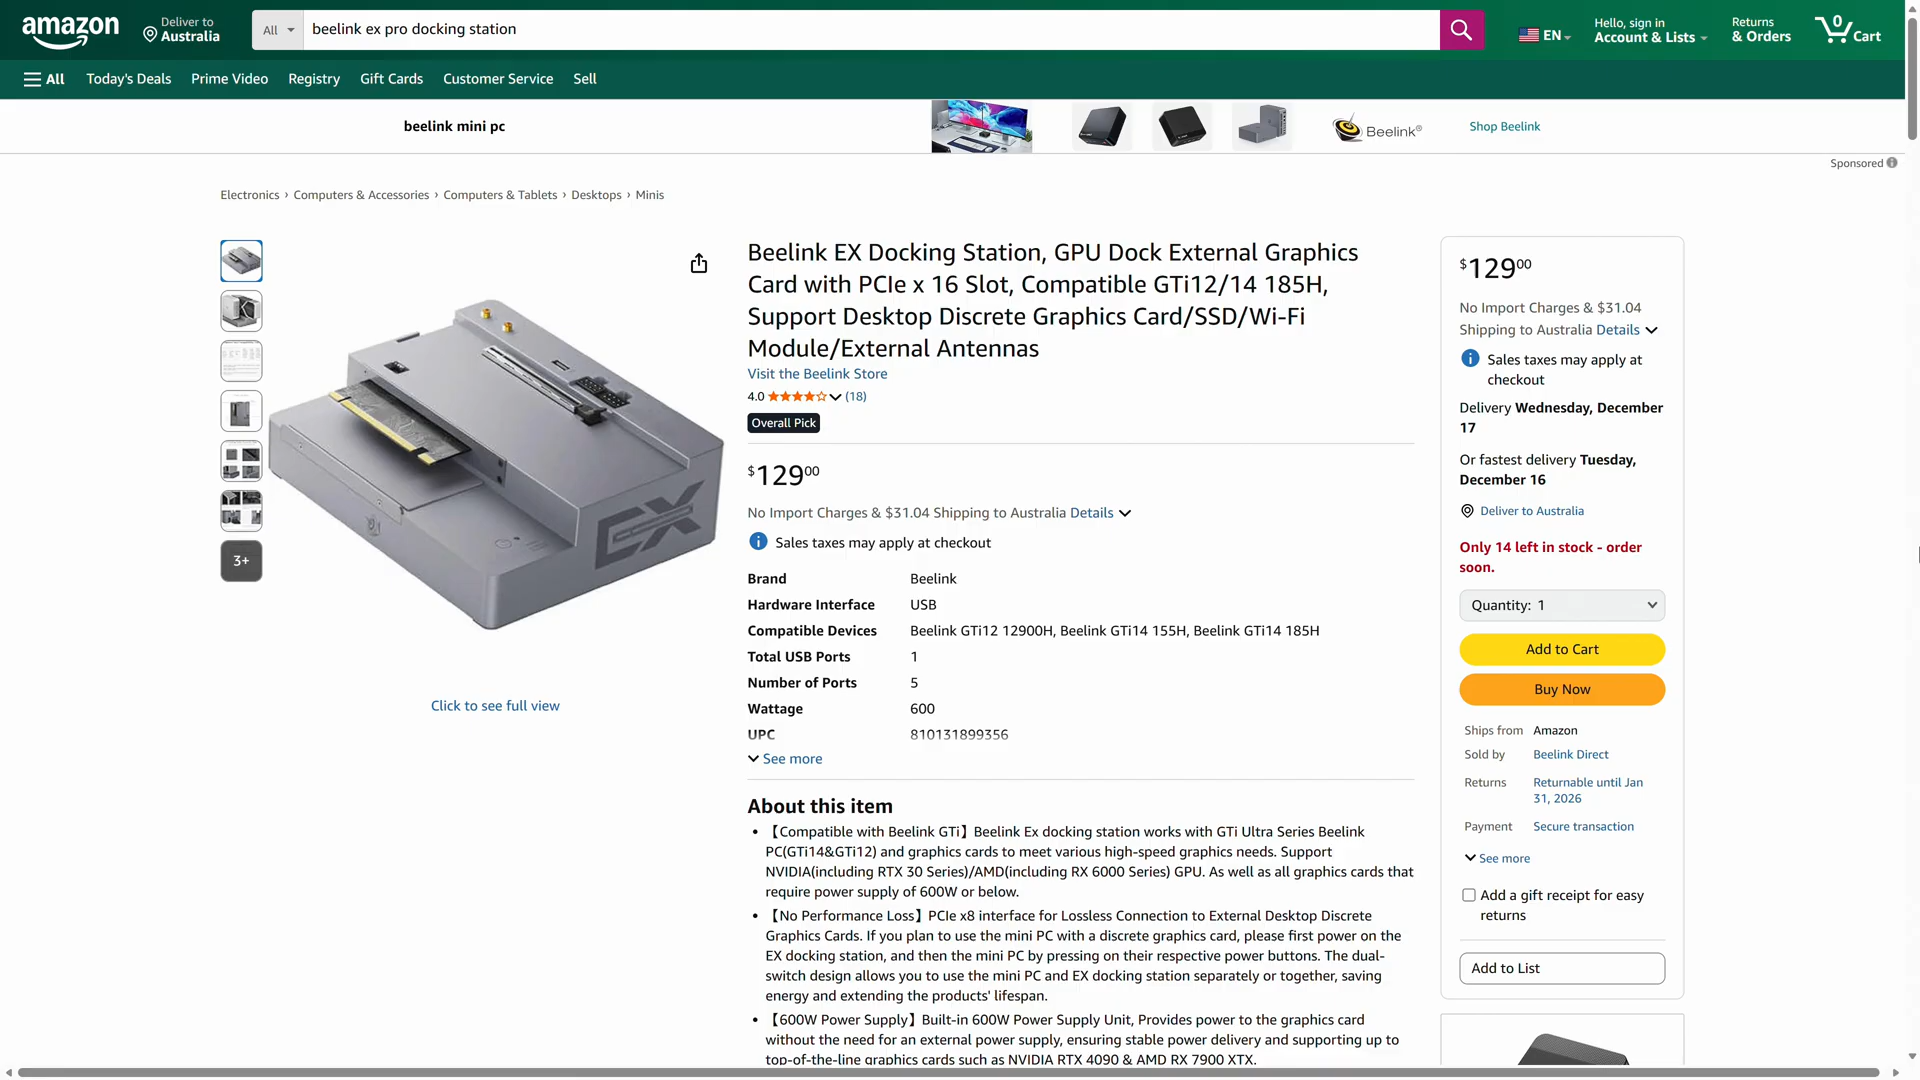 amazon
Deliver to
Australia
All
beelink ex pro docking station
EN
Hello, sign in
Account & Lists
Returns
& Orders
0
Cart
All
Today's Deals
Prime Video
Registry
Gift Cards
Customer Service
Sell
beelink mini pc
Beelink®
Shop Beelink
Sponsored
Electronics › Computers & Accessories › Computers & Tablets › Desktops › Minis
3+
EX
Click to see full view
Beelink EX Docking Station, GPU Dock External Graphics
Card with PCIe x 16 Slot, Compatible GTi12/14 185H,
Support Desktop Discrete Graphics Card/SSD/Wi-Fi
Module/External Antennas
Visit the Beelink Store
4.0 (18)
Overall Pick
$129 00
No Import Charges & $31.04 Shipping to Australia Details
Sales taxes may apply at checkout
Brand Beelink
Hardware Interface USB
Compatible Devices Beelink GTi12 12900H, Beelink GTi14 155H, Beelink GTi14 185H
Total USB Ports 1
Number of Ports 5
Wattage 600
UPC 810131899356
See more
About this item
• 【Compatible with Beelink GTi】Beelink Ex docking station works with GTi Ultra Series Beelink
PC(GTi14&GTi12) and graphics cards to meet various high-speed graphics needs. Support
NVIDIA(including RTX 30 Series)/AMD(including RX 6000 Series) GPU. As well as all graphics cards that
require power supply of 600W or below.
• 【No Performance Loss】PCIe x8 interface for Lossless Connection to External Desktop Discrete
Graphics Cards. If you plan to use the mini PC with a discrete graphics card, please first power on the
EX docking station, and then the mini PC by pressing on their respective power buttons. The dual-
switch design allows you to use the mini PC and EX docking station separately or together, saving
energy and extending the products' lifespan.
• 【600W Power Supply】Built-in 600W Power Supply Unit, Provides power to the graphics card
without the need for an external power supply, ensuring stable power delivery and supporting up to
top-of-the-line graphics cards such as NVIDIA RTX 4090 & AMD RX 7900 XTX.
$129 00
No Import Charges & $31.04
Shipping to Australia Details
Sales taxes may apply at
checkout
Delivery Wednesday, December
17
Or fastest delivery Tuesday,
December 16
Deliver to Australia
Only 14 left in stock - order
soon.
Quantity: 1
Add to Cart
Buy Now
Ships from Amazon
Sold by Beelink Direct
Returns Returnable until Jan
31, 2026
Payment Secure transaction
See more
Add a gift receipt for easy
returns
Add to List